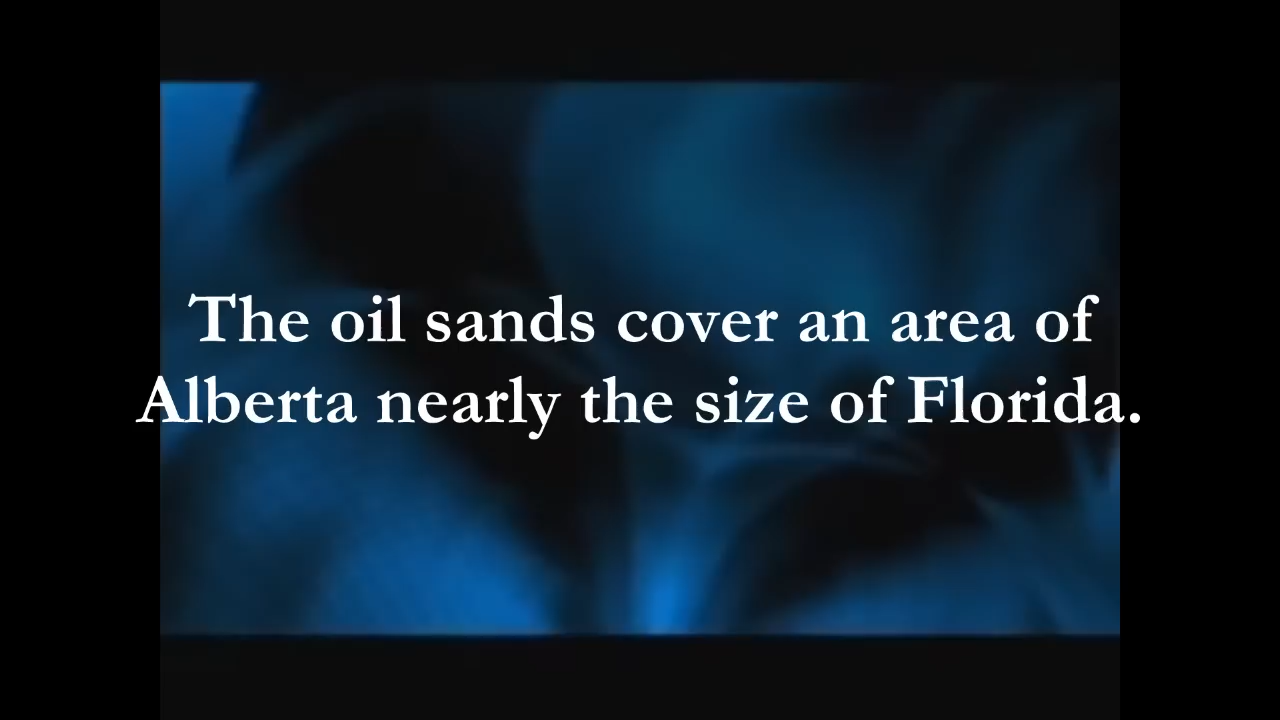 The oil sands cover an area of
Alberta nearly the size of Florida.